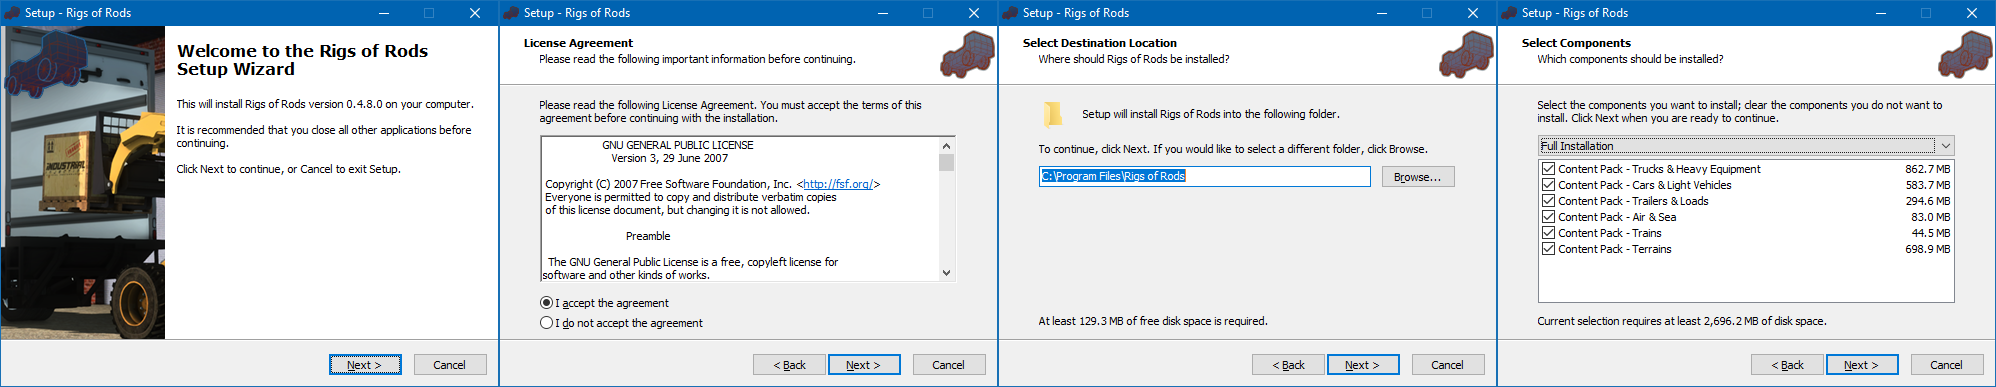 Setup - Rigs of Rods
Welcome to the Rigs of Rods
Setup Wizard
This will install Rigs of Rods version 0.4.8.0 on your computer.
It is recommended that you close all other applications before
continuing.
Click Next to continue, or Cancel to exit Setup.
INDUSTRIAL
Next >
Cancel
Setup - Rigs of Rods
License Agreement
Please read the following important information before continuing.
Please read the following License Agreement. You must accept the terms of this
agreement before continuing with the installation.
GNU GENERAL PUBLIC LICENSE
Version 3, 29 June 2007
Copyright (C) 2007 Free Software Foundation, Inc. <http://fsf.org/>
Everyone is permitted to copy and distribute verbatim copies
of this license document, but changing it is not allowed.
Preamble
The GNU General Public License is a free, copyleft license for
software and other kinds of works.
I accept the agreement
I do not accept the agreement
< Back
Next >
Cancel
Setup - Rigs of Rods
Select Destination Location
Where should Rigs of Rods be installed?
Setup will install Rigs of Rods into the following folder.
To continue, click Next. If you would like to select a different folder, click Browse.
C:\Program Files\Rigs of Rods
Browse...
At least 129.3 MB of free disk space is required.
< Back
Next >
Cancel
Setup - Rigs of Rods
Select Components
Which components should be installed?
Select the components you want to install; clear the components you do not want to
install. Click Next when you are ready to continue.
Full Installation
Content Pack - Trucks & Heavy Equipment 862.7 MB
Content Pack - Cars & Light Vehicles 583.7 MB
Content Pack - Trailers & Loads 294.6 MB
Content Pack - Air & Sea 83.0 MB
Content Pack - Trains 44.5 MB
Content Pack - Terrains 698.9 MB
Current selection requires at least 2,696.2 MB of disk space.
< Back
Next >
Cancel